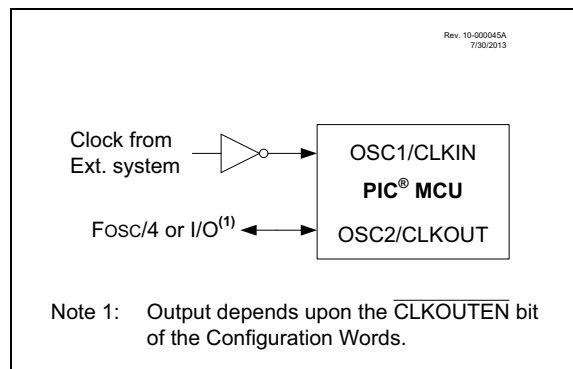 Rev. 10-000045A
7/30/2013
Clock from
Ext. system
OSC1/CLKIN
PIC® MCU
FOSC/4 or I/O(1)
OSC2/CLKOUT
Note 1: Output depends upon the CLKOUTEN bit
of the Configuration Words.